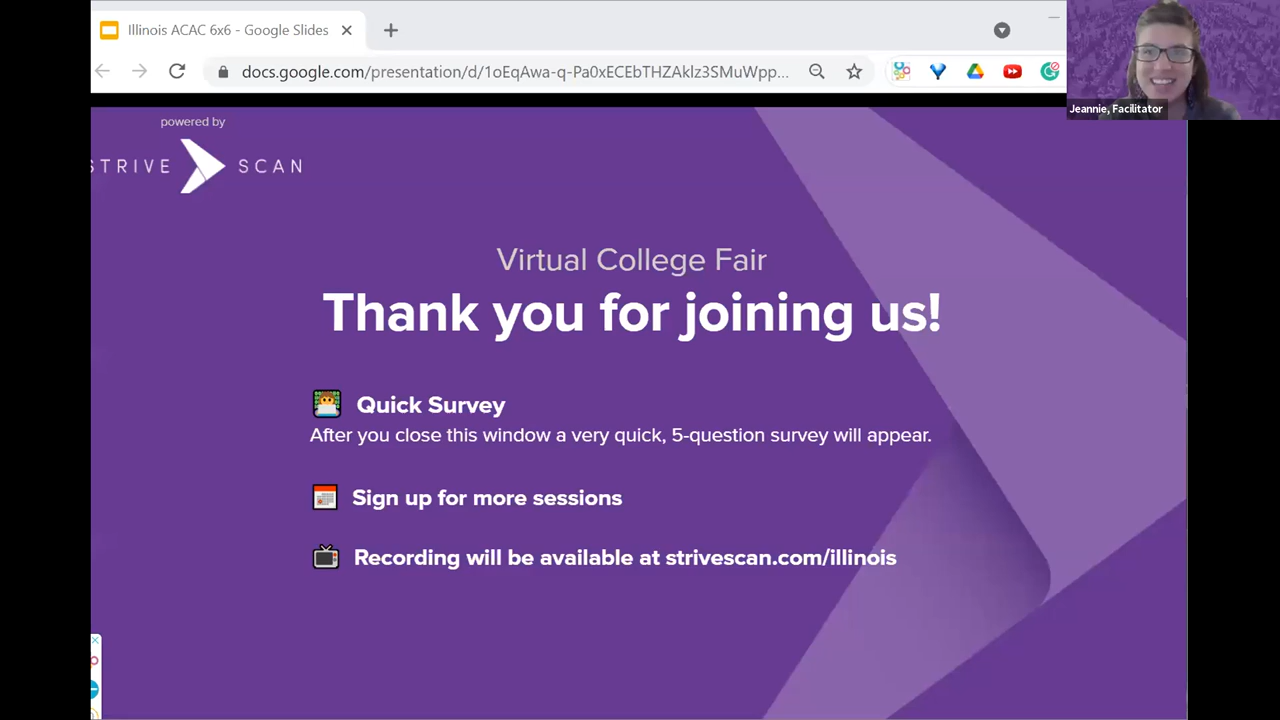 Illinois ACAC 6x6 - Google Slides
docs.google.com/presentation/d/1oEqAwa-q-Pa0xECEbTHZAklz3SMuWpp...
Jeannie, Facilitator
powered by
STRIVE SCAN
Virtual College Fair
Thank you for joining us!
Quick Survey
After you close this window a very quick, 5-question survey will appear.
Sign up for more sessions
Recording will be available at strivescan.com/illinois